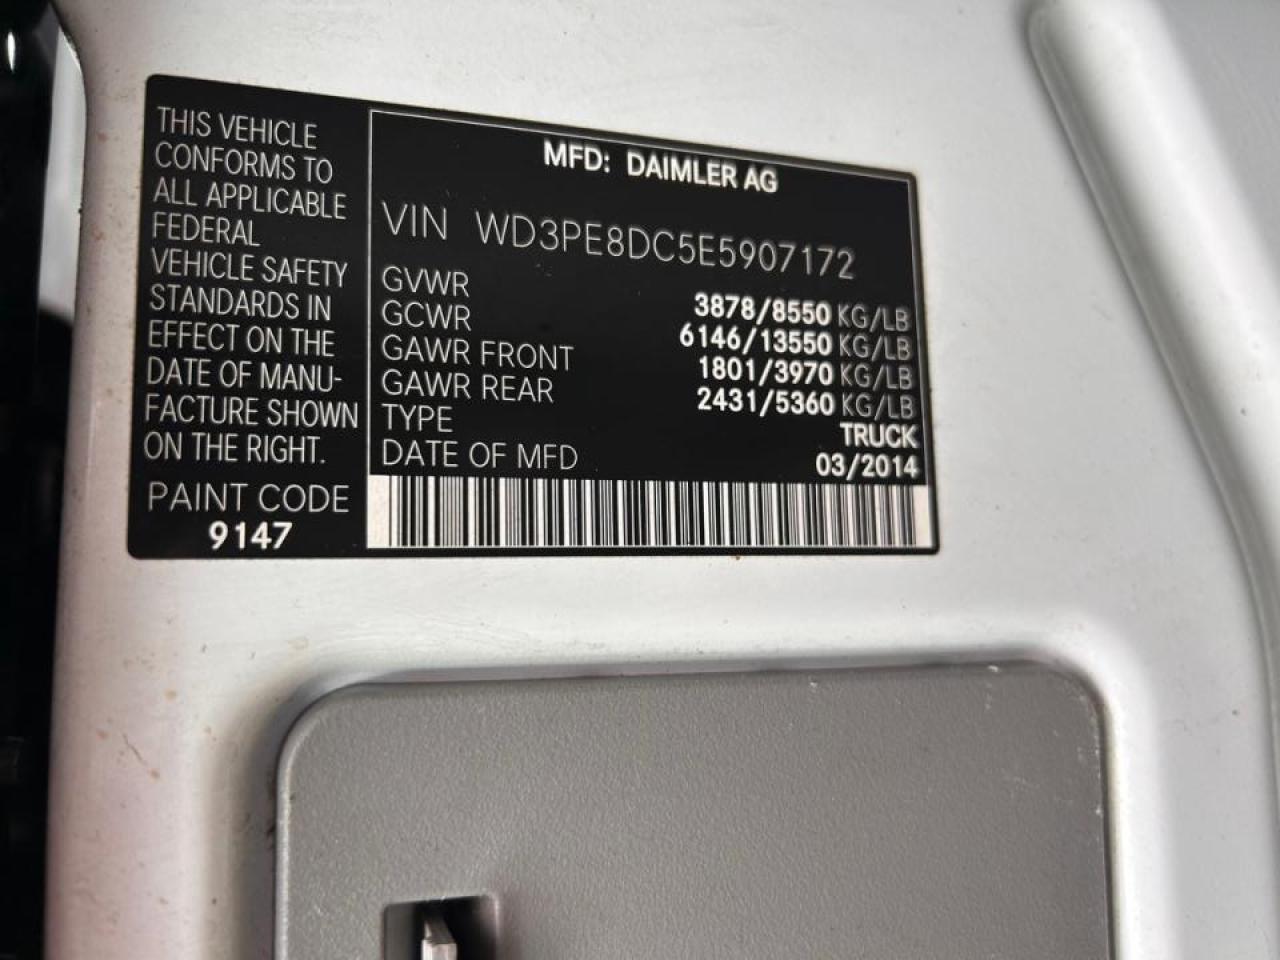 THIS VEHICLE
CONFORMS TO
ALL APPLICABLE
FEDERAL
VEHICLE SAFETY
STANDARDS IN
EFFECT ON THE
DATE OF MANU-
FACTURE SHOWN
ON THE RIGHT.
PAINT CODE
9147
MFD: DAIMLER AG
VIN WD3PE8DC5E5907172
GVWR 3878/8550 KG/LB
GCWR 6146/13550 KG/LB
GAWR FRONT 1801/3970 KG/LB
GAWR REAR 2431/5360 KG/LB
TYPE TRUCK
DATE OF MFD 03/2014